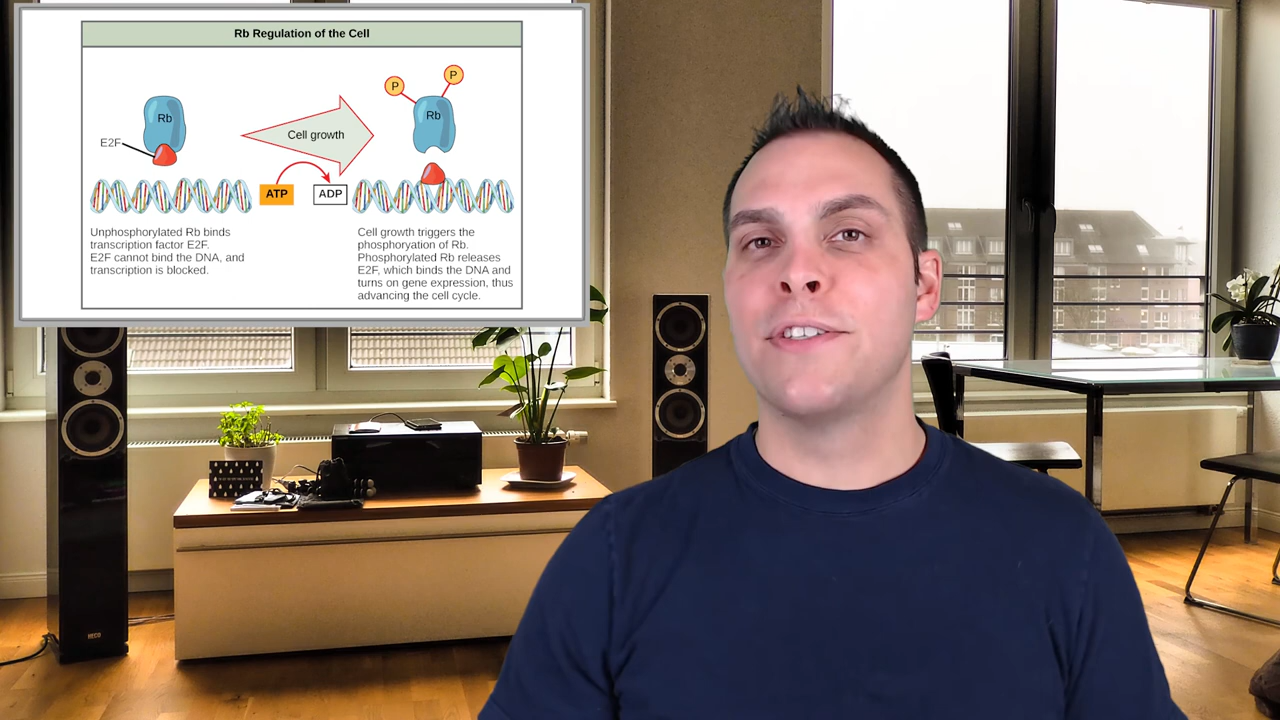 Rb Regulation of the Cell
P
P
Rb
Rb
Cell growth
E2F
ATP
ADP
Unphosphorylated Rb binds
transcription factor E2F.
E2F cannot bind the DNA, and
transcription is blocked.
Cell growth triggers the
phosphoryation of Rb.
Phosphorylated Rb releases
E2F, which binds the DNA and
turns on gene expression, thus
advancing the cell cycle.
HECO